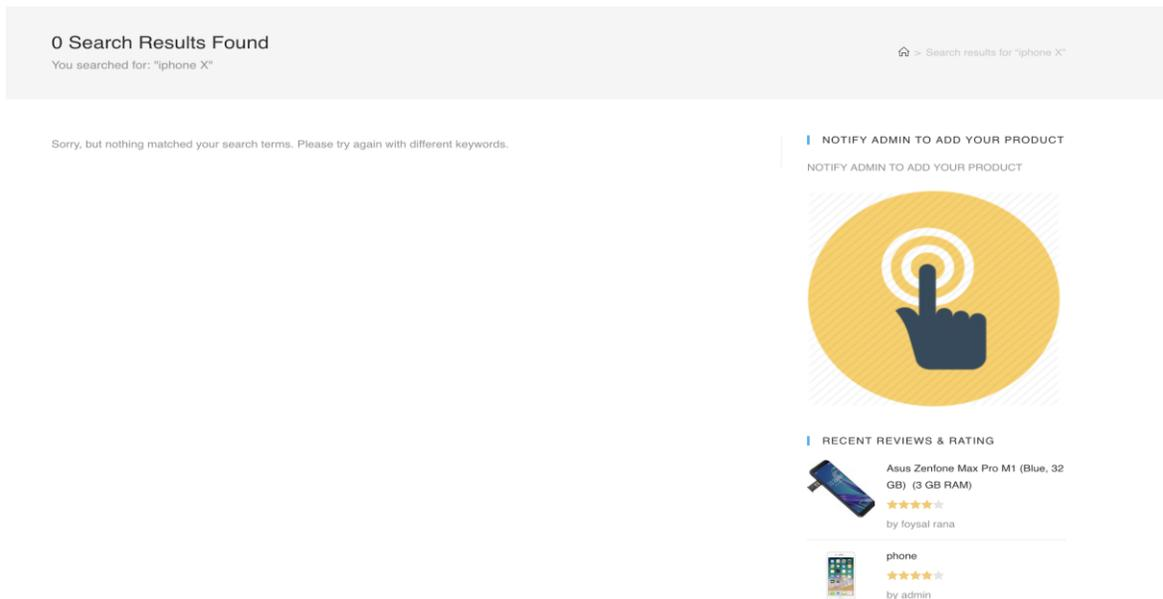 0 Search Results Found
You searched for: "iphone X"
> Search results for "iphone X"
Sorry, but nothing matched your search terms. Please try again with different keywords.
NOTIFY ADMIN TO ADD YOUR PRODUCT
NOTIFY ADMIN TO ADD YOUR PRODUCT
RECENT REVIEWS & RATING
Asus Zenfone Max Pro M1 (Blue, 32
GB) (3 GB RAM)
by foysal rana
phone
by admin